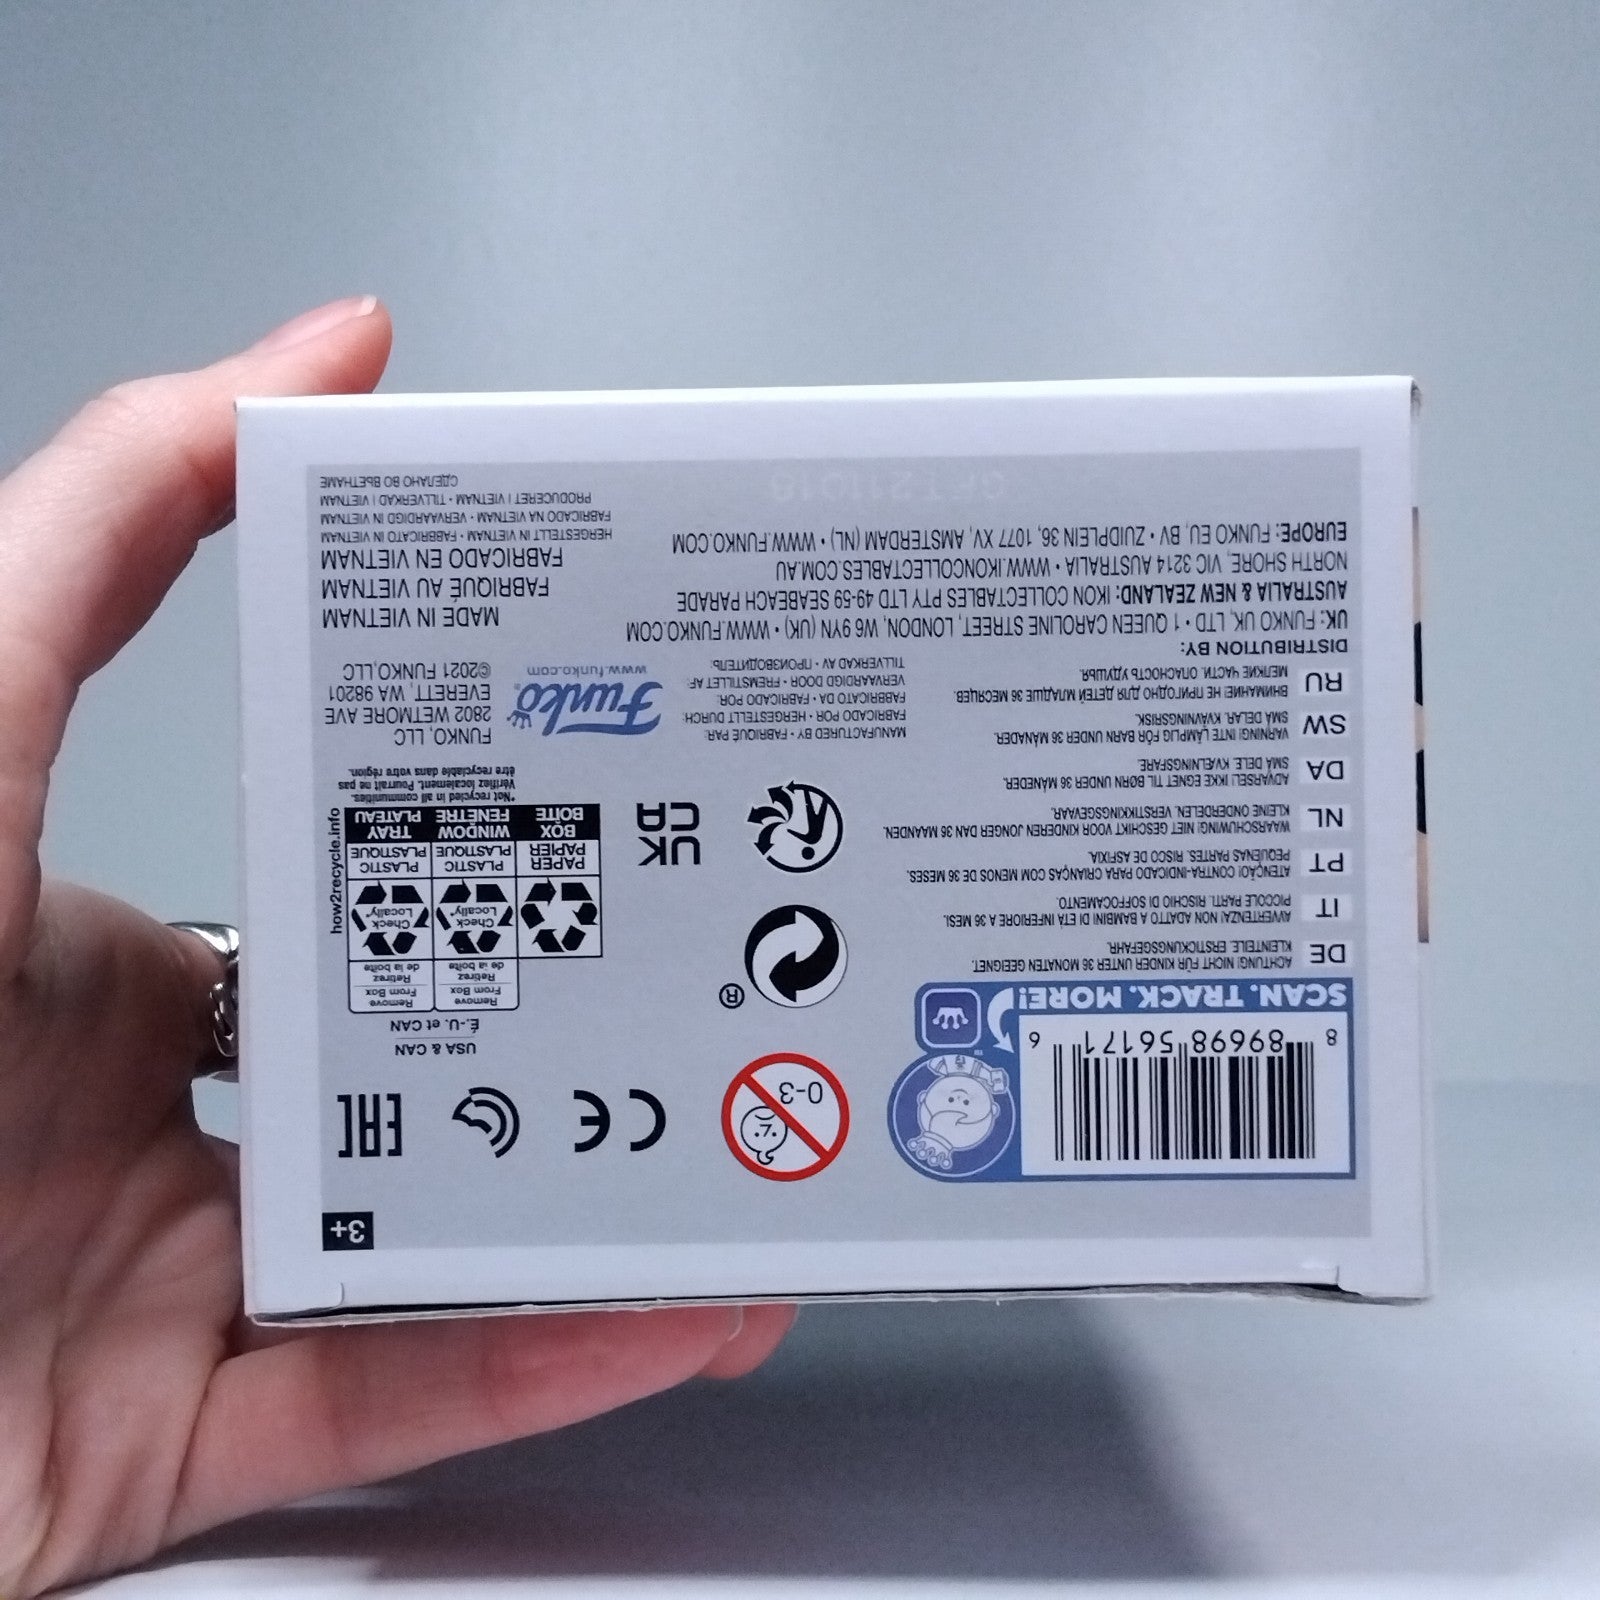 3+
8 89698 56171 6
SCAN. TRACK. MORE!
TM
0-3
CE
EAC
®
USA & CAN
É.-U. et CAN
Remove
From Box
Retirez
de la boîte
Remove
From Box
Retirez
de la boîte
Check
Locally*
Check
Locally*
PAPER
PAPIER
PLASTIC
PLASTIQUE
PLASTIC
PLASTIQUE
BOX
BOÎTE
WINDOW
FENÊTRE
TRAY
PLATEAU
*Not recycled in all communities.
Vérifiez localement. Pourrait ne pas
être recyclable dans votre région.
how2recycle.info
UK
CA
DE
ACHTUNG! NICHT FÜR KINDER UNTER 36 MONATEN GEEIGNET.
KLEINTEILE. ERSTICKUNGSGEFAHR.
IT
AVVERTENZA! NON ADATTO A BAMBINI DI ETÀ INFERIORE A 36 MESI.
PICCOLE PARTI. RISCHIO DI SOFFOCAMENTO.
PT
ATENÇÃO! CONTRA-INDICADO PARA CRIANÇAS COM MENOS DE 36 MESES.
PEQUENAS PARTES. RISCO DE ASFIXIA.
NL
WAARSCHUWING! NIET GESCHIKT VOOR KINDEREN JONGER DAN 36 MAANDEN.
KLEINE ONDERDELEN. VERSTIKKINGSGEVAAR.
DA
ADVARSEL! IKKE EGNET TIL BØRN UNDER 36 MÅNEDER.
SMÅ DELE. KVÆLNINGSFARE.
SW
VARNING! INTE LÄMPLIG FÖR BARN UNDER 36 MÅNADER.
SMÅ DELAR. KVÄVNINGSRISK.
RU
ВНИМАНИЕ! НЕ ПРИГОДНО ДЛЯ ДЕТЕЙ МЛАДШЕ 36 МЕСЯЦЕВ.
МЕЛКИЕ ЧАСТИ. ОПАСНОСТЬ УДУШЬЯ.
MANUFACTURED BY • FABRIQUÉ PAR:
FABRICADO POR • HERGESTELLT DURCH:
FABBRICATO DA • FABRICADO POR:
VERVAARDIGD DOOR • FREMSTILLET AF:
TILLVERKAD AV • ПРОИЗВОДИТЕЛЬ:
Funko®
www.funko.com
FUNKO, LLC
2802 WETMORE AVE
EVERETT, WA 98201
©2021 FUNKO,LLC
DISTRIBUTION BY:
UK: FUNKO UK, LTD • 1 QUEEN CAROLINE STREET, LONDON, W6 9YN (UK) • WWW.FUNKO.COM
AUSTRALIA & NEW ZEALAND: IKON COLLECTABLES PTY LTD 49-59 SEABEACH PARADE
NORTH SHORE, VIC 3214 AUSTRALIA • WWW.IKONCOLLECTABLES.COM.AU
EUROPE: FUNKO EU, BV • ZUIDPLEIN 36, 1077 XV, AMSTERDAM (NL) • WWW.FUNKO.COM
MADE IN VIETNAM
FABRIQUÉ AU VIETNAM
FABRICADO EN VIETNAM
HERGESTELLT IN VIETNAM • FABBRICATO IN VIETNAM
FABRICADO NA VIETNAM • VERVAARDIGD IN VIETNAM
PRODUCERET I VIETNAM • TILLVERKAD I VIETNAM
СДЕЛАНО ВО ВЬЕТНАМЕ